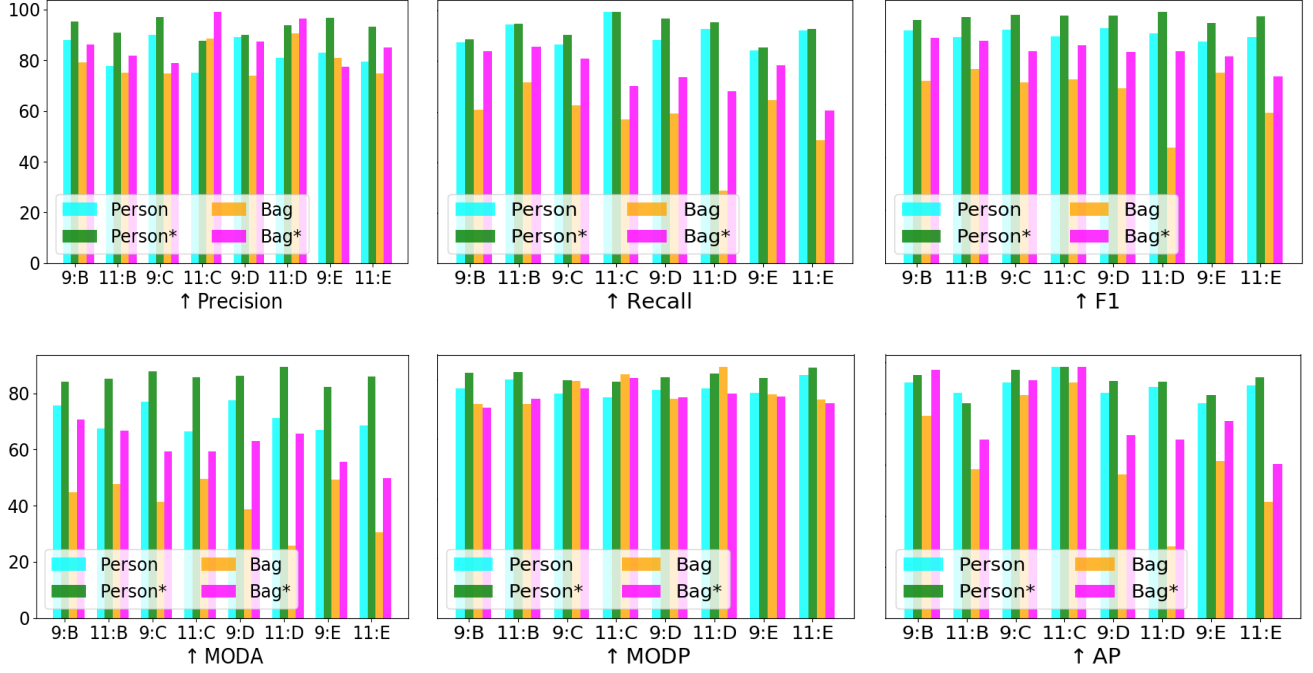 100
80
60
40
20
0
Person Bag
Person* Bag*
9:B 11:B 9:C 11:C 9:D 11:D 9:E 11:E
↑ Precision
Person Bag
Person* Bag*
9:B 11:B 9:C 11:C 9:D 11:D 9:E 11:E
↑ Recall
Person Bag
Person* Bag*
9:B 11:B 9:C 11:C 9:D 11:D 9:E 11:E
↑ F1
80
60
40
20
0
Person Bag
Person* Bag*
9:B 11:B 9:C 11:C 9:D 11:D 9:E 11:E
↑ MODA
Person Bag
Person* Bag*
9:B 11:B 9:C 11:C 9:D 11:D 9:E 11:E
↑ MODP
Person Bag
Person* Bag*
9:B 11:B 9:C 11:C 9:D 11:D 9:E 11:E
↑ AP